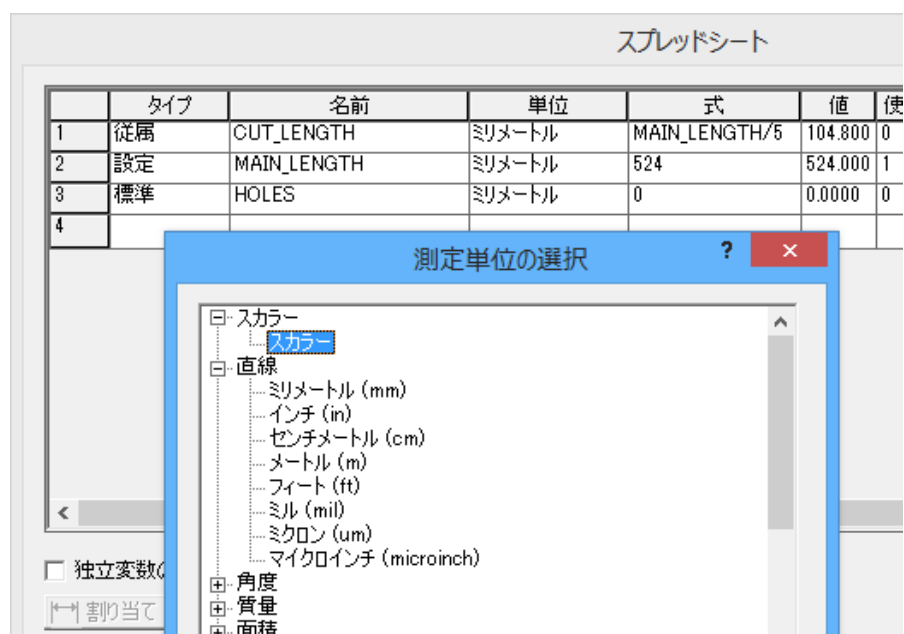 スプレッドシート
タイプ 名前 単位 式 値 使
1 従属 CUT_LENGTH ミリメートル MAIN_LENGTH/5 104.800 0
2 設定 MAIN_LENGTH ミリメートル 524 524.000 1
3 標準 HOLES ミリメートル 0 0.0000 0
4
測定単位の選択 ? ×
スカラー
スカラー
直線
ミリメートル (mm)
インチ (in)
センチメートル (cm)
メートル (m)
フィート (ft)
ミル (mil)
ミクロン (um)
マイクロインチ (microinch)
角度
質量
面積
独立変数の
割り当て